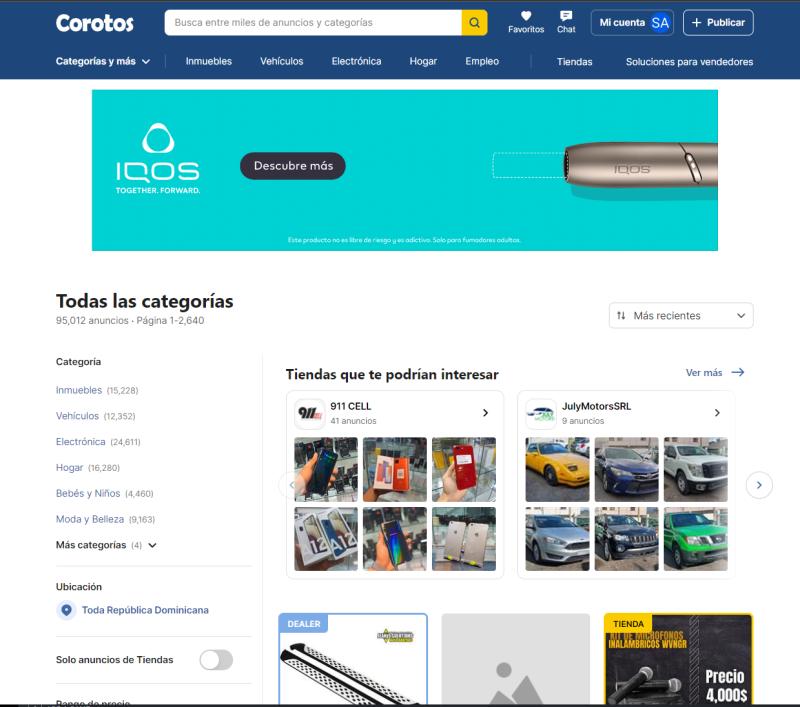 Corotos
Busca entre miles de anuncios y categorías
Favoritos
Chat
Mi cuenta SA
+ Publicar
Categorías y más
Inmuebles
Vehículos
Electrónica
Hogar
Empleo
Tiendas
Soluciones para vendedores
IQOS
TOGETHER. FORWARD.
Descubre más
IQOS
Este producto no es libre de riesgo y es adictivo. Solo para fumadores adultos.
Todas las categorías
95,012 anuncios · Página 1-2,640
Más recientes
Categoría
Inmuebles (15,228)
Vehículos (12,352)
Electrónica (24,611)
Hogar (16,280)
Bebés y Niños (4,460)
Moda y Belleza (9,163)
Más categorías (4)
Ubicación
Toda República Dominicana
Solo anuncios de Tiendas
Rango de precio
Tiendas que te podrían interesar
Ver más
911
911 CELL
41 anuncios
JulyMotorsSRL
9 anuncios
A12
DEALER
TIENDA
KIT DE MICROFONOS
INALAMBRICOS WVNGR
Precio
4,000$